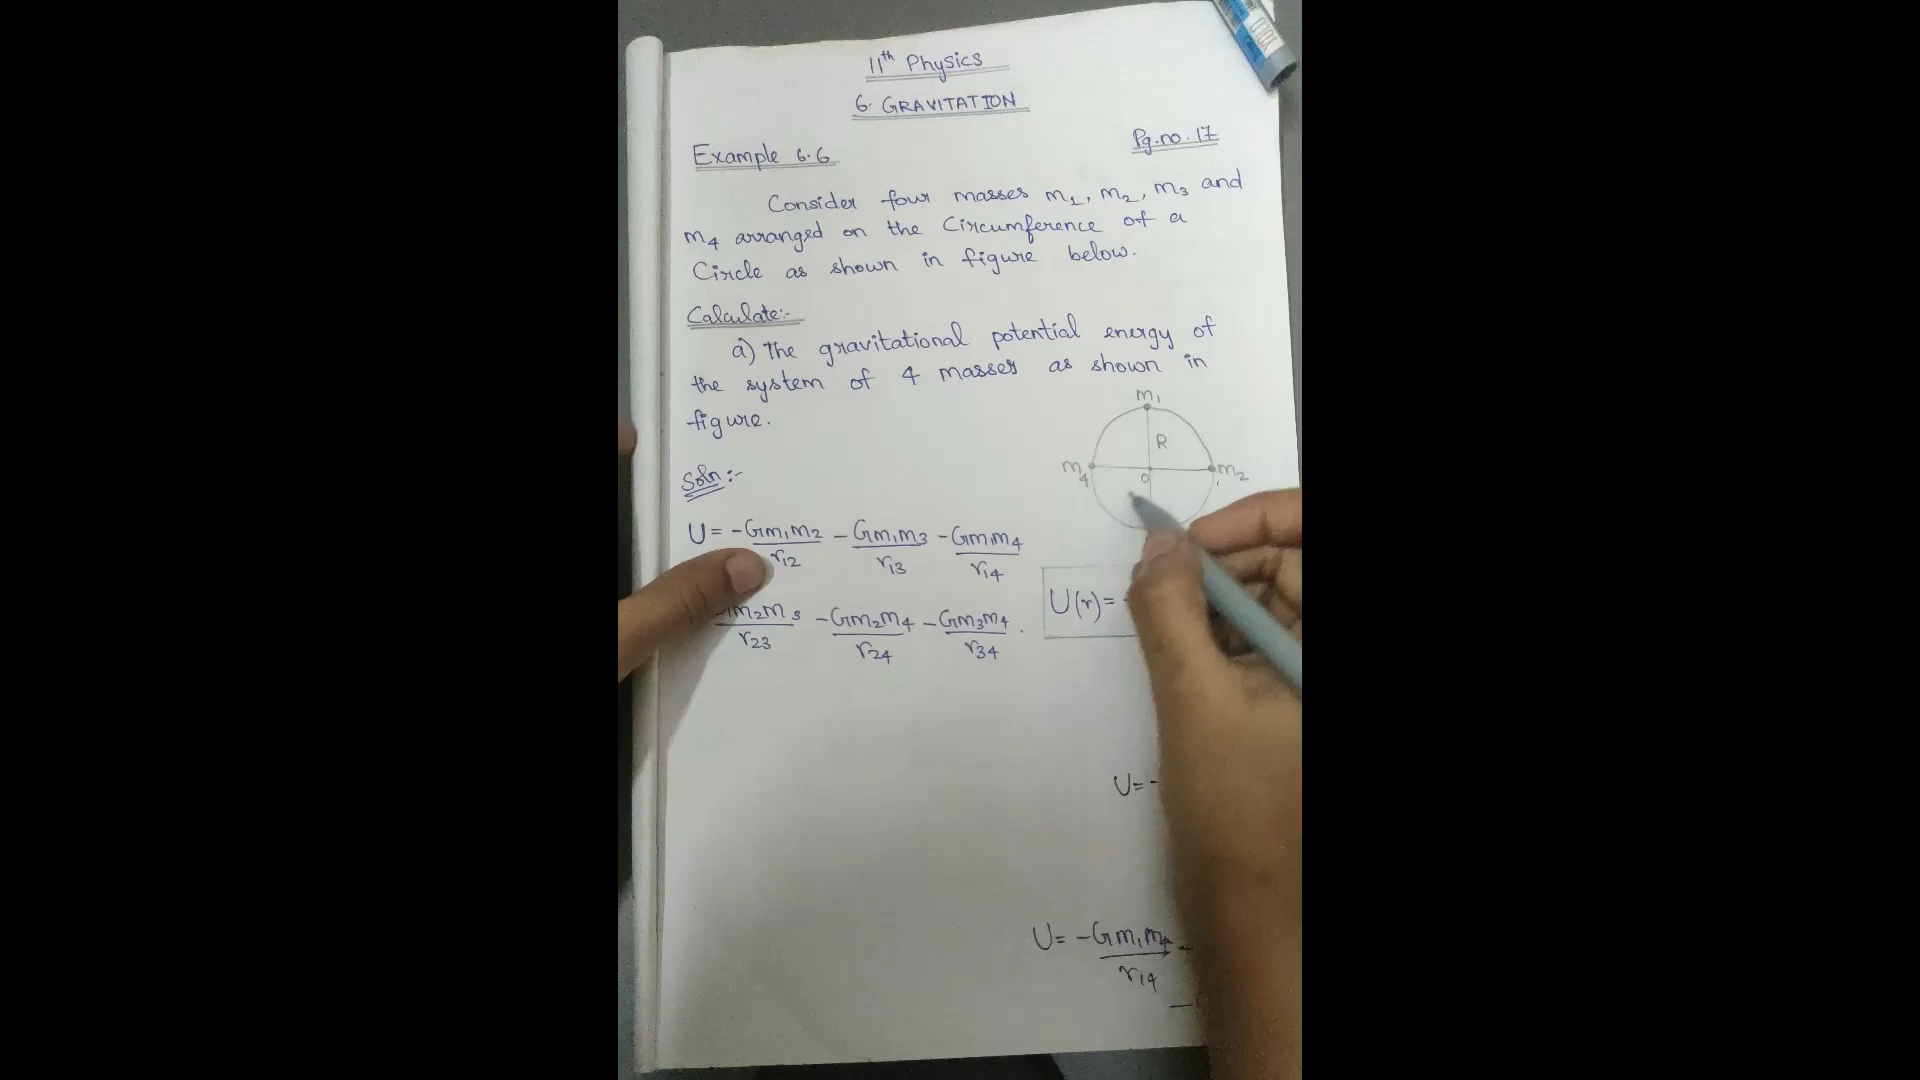 11th Physics
6. GRAVITATION
Example 6.6
Pg.no.17
Consider four masses m1, m2, m3 and
m4 arranged on the Circumference of a
Circle as shown in figure below.
Calculate:-
a) The gravitational potential energy of
the system of 4 masses as shown in
figure.
m1
R
m4
O
m2
Soln:-
U= -Gm1m2/r12 - Gm1m3/r13 - Gm1m4/r14
m2m3/r23 - Gm2m4/r24 - Gm3m4/r34 .
U(r)=
U= -
U= -Gm1m4/r14 -